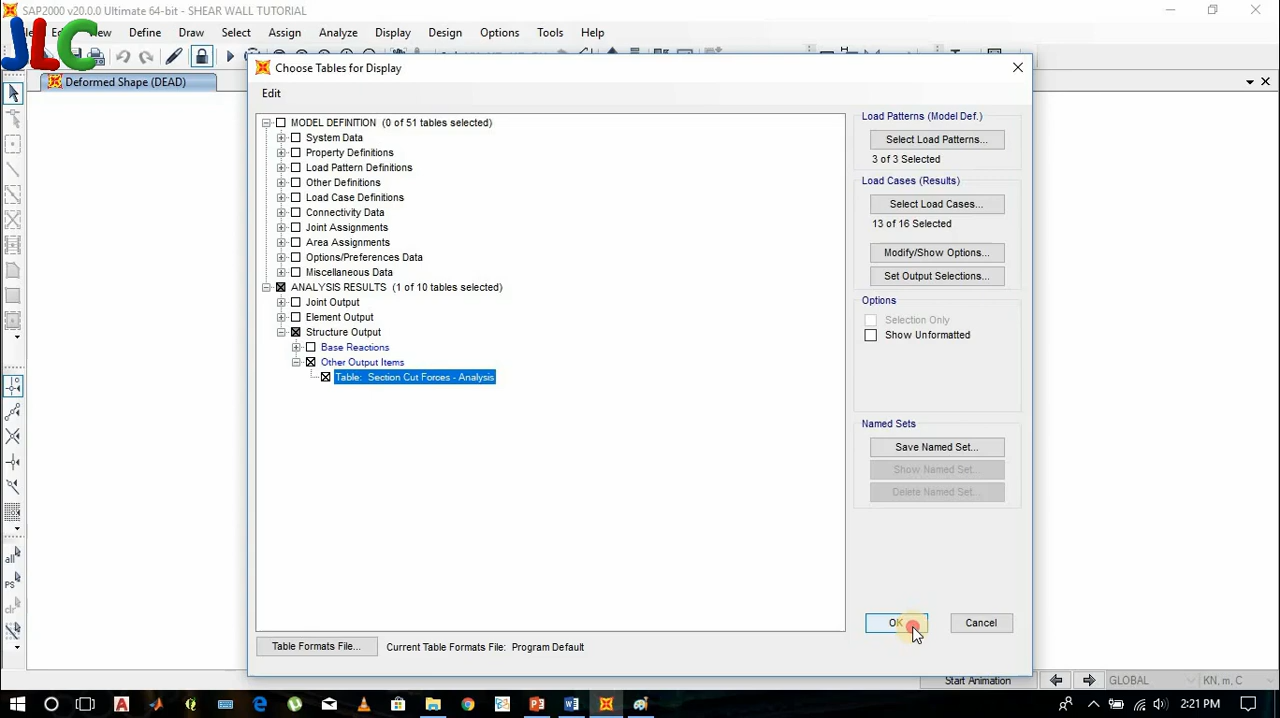 SAP2000 v20.0.0 Ultimate 64-bit - SHEAR WALL TUTORIAL
JLC
View Define Draw Select Assign Analyze Display Design Options Tools Help
Deformed Shape (DEAD)
Choose Tables for Display
Edit
MODEL DEFINITION (0 of 51 tables selected)
System Data
Property Definitions
Load Pattern Definitions
Other Definitions
Load Case Definitions
Connectivity Data
Joint Assignments
Area Assignments
Options/Preferences Data
Miscellaneous Data
ANALYSIS RESULTS (1 of 10 tables selected)
Joint Output
Element Output
Structure Output
Base Reactions
Other Output Items
Table: Section Cut Forces - Analysis
Load Patterns (Model Def.)
Select Load Patterns...
3 of 3 Selected
Load Cases (Results)
Select Load Cases...
13 of 16 Selected
Modify/Show Options...
Set Output Selections...
Options
Selection Only
Show Unformatted
Named Sets
Save Named Set...
Show Named Set...
Delete Named Set...
OK Cancel
Table Formats File... Current Table Formats File: Program Default
all
PS
clr
Start Animation GLOBAL KN, m, C
2:21 PM